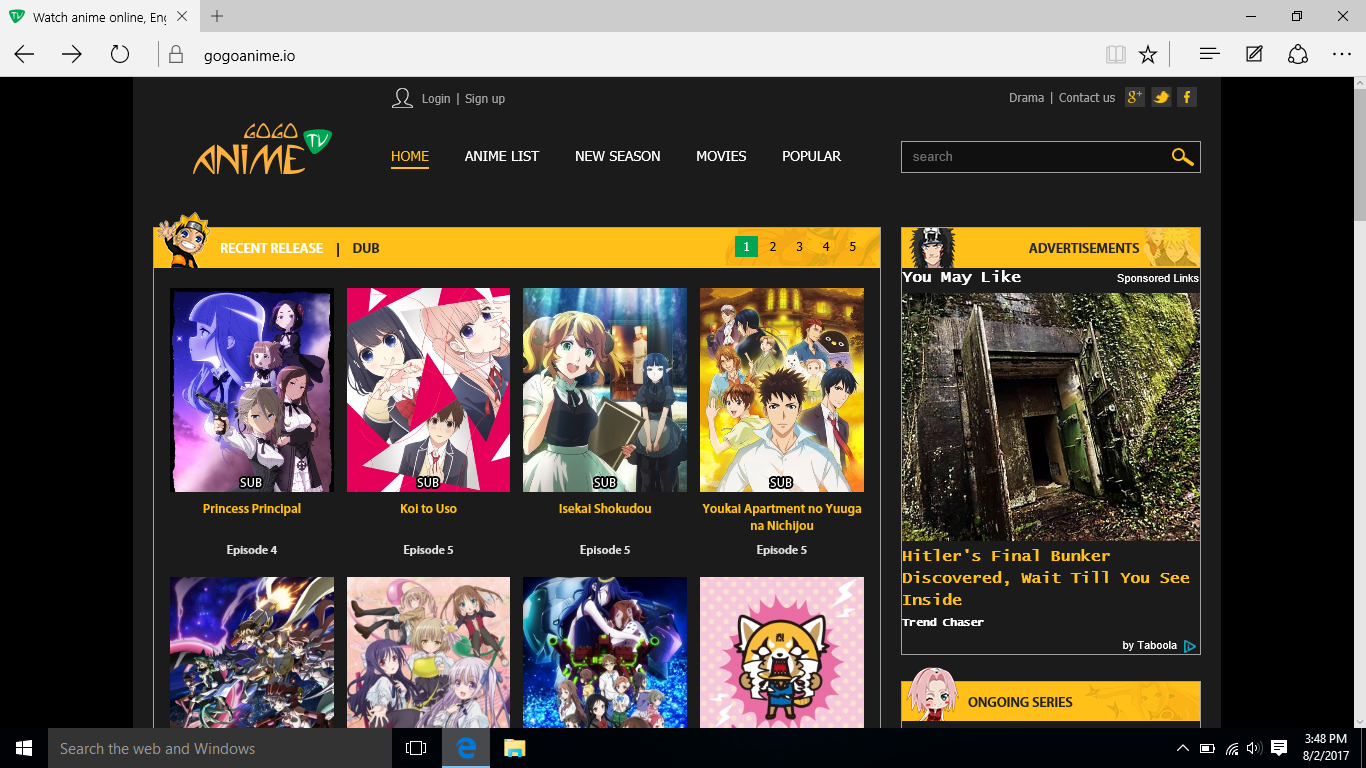 Watch anime online, Eng
gogoanime.io
Login | Sign up
Drama | Contact us
GOGO
ANIME TV
HOME
ANIME LIST
NEW SEASON
MOVIES
POPULAR
search
RECENT RELEASE | DUB
1 2 3 4 5
SUB
SUB
SUB
SUB
Princess Principal
Koi to Uso
Isekai Shokudou
Youkai Apartment no Yuuga
na Nichijou
Episode 4
Episode 5
Episode 5
Episode 5
ADVERTISEMENTS
You May Like
Sponsored Links
Hitler's Final Bunker
Discovered, Wait Till You See
Inside
Trend Chaser
by Taboola
ONGOING SERIES
烈
Search the web and Windows
3:48 PM
8/2/2017